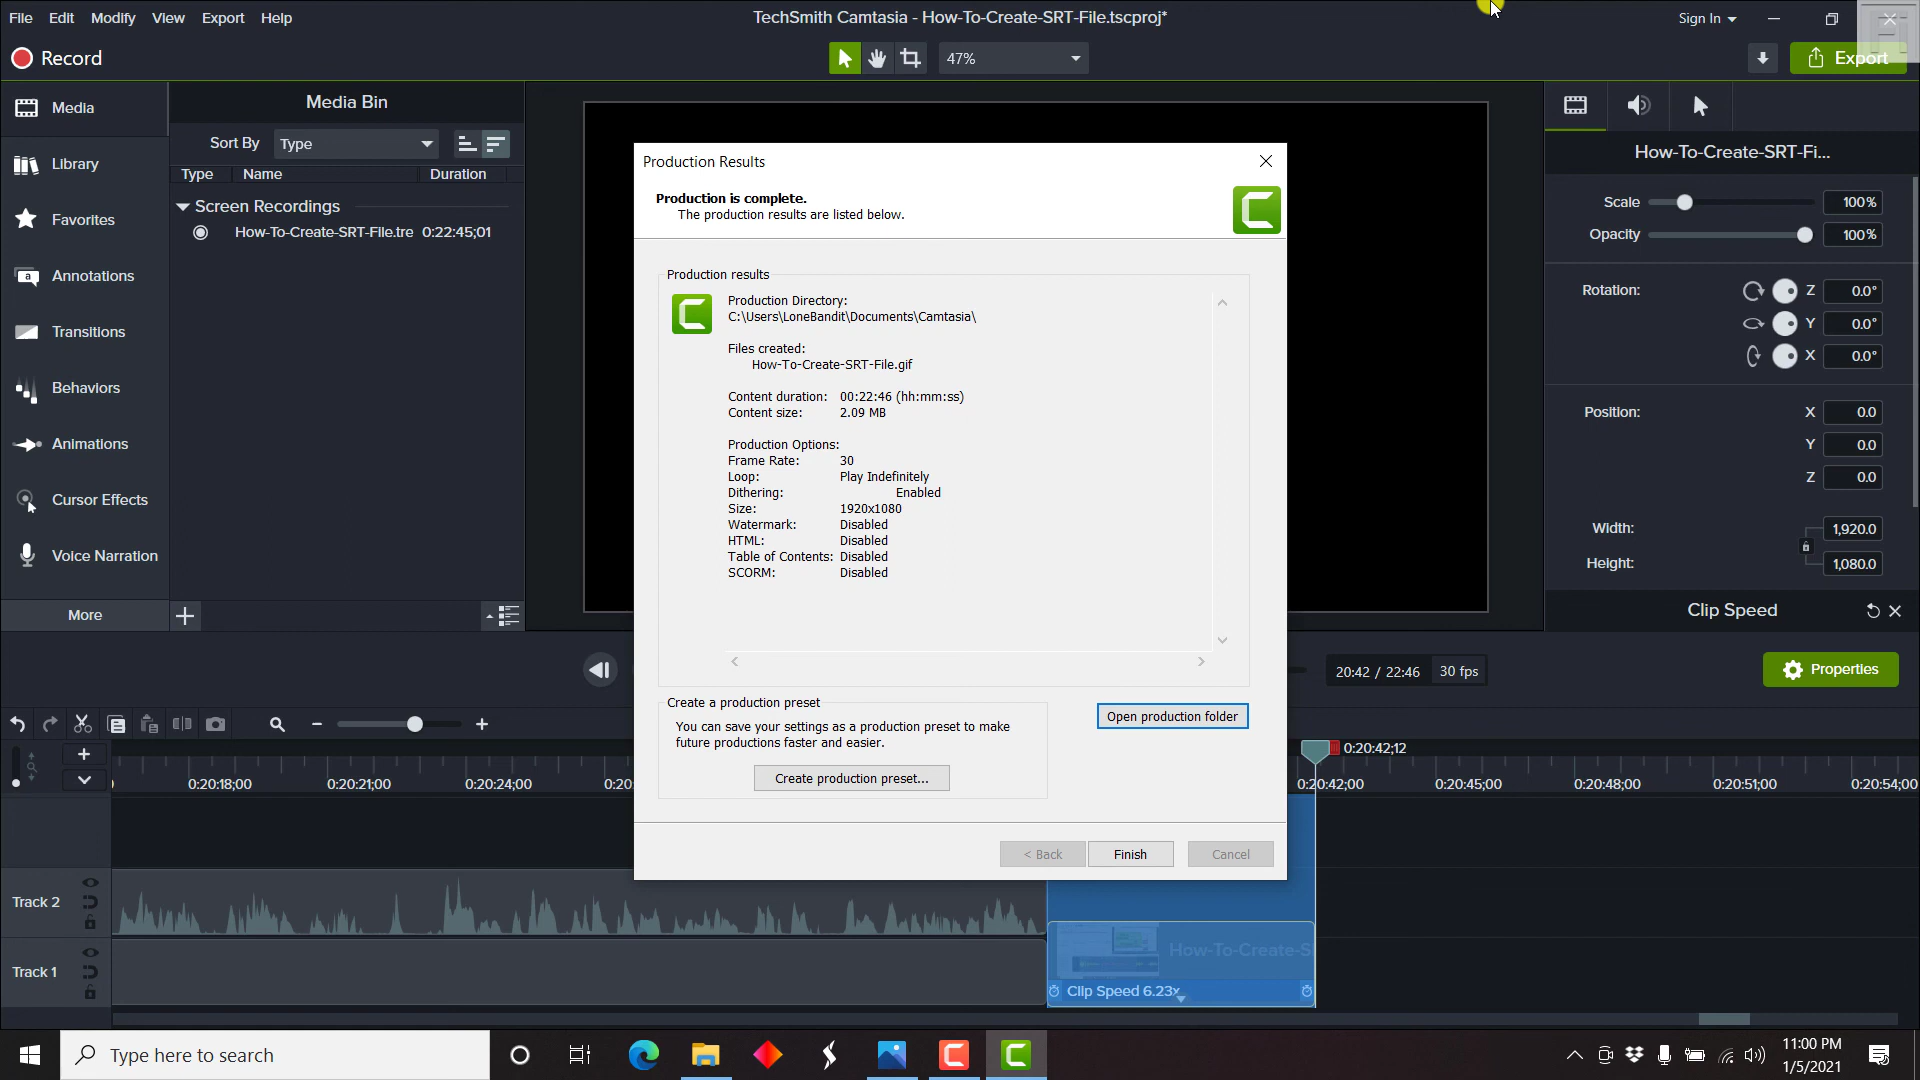 File Edit Modify View Export Help
TechSmith Camtasia - How-To-Create-SRT-File.tscproj*
Sign In
Record
47%
Export
Media
Library
Favorites
Annotations
Transitions
Behaviors
Animations
Cursor Effects
Voice Narration
More
Media Bin
Sort By Type
Type Name Duration
Screen Recordings
How-To-Create-SRT-File.tre 0:22:45;01
Production Results
Production is complete.
The production results are listed below.
Production results
Production Directory:
C:\Users\LoneBandit\Documents\Camtasia\
Files created:
How-To-Create-SRT-File.gif
Content duration: 00:22:46 (hh:mm:ss)
Content size: 2.09 MB
Production Options:
Frame Rate: 30
Loop: Play Indefinitely
Dithering: Enabled
Size: 1920x1080
Watermark: Disabled
HTML: Disabled
Table of Contents: Disabled
SCORM: Disabled
Create a production preset
You can save your settings as a production preset to make
future productions faster and easier.
Create production preset...
Open production folder
< Back Finish Cancel
How-To-Create-SRT-Fi...
Scale 100%
Opacity 100%
Rotation: Z 0.0°
Y 0.0°
X 0.0°
Position: X 0.0
Y 0.0
Z 0.0
Width: 1,920.0
Height: 1,080.0
Clip Speed
20:42 / 22:46 30 fps
Properties
0:20:42;12
0:20:18;00 0:20:21;00 0:20:24;00 0:20:42;00 0:20:45;00 0:20:48;00 0:20:51;00 0:20:54;00
Track 2
Track 1
How-To-Create-S
Clip Speed 6.23x
Type here to search
11:00 PM
1/5/2021